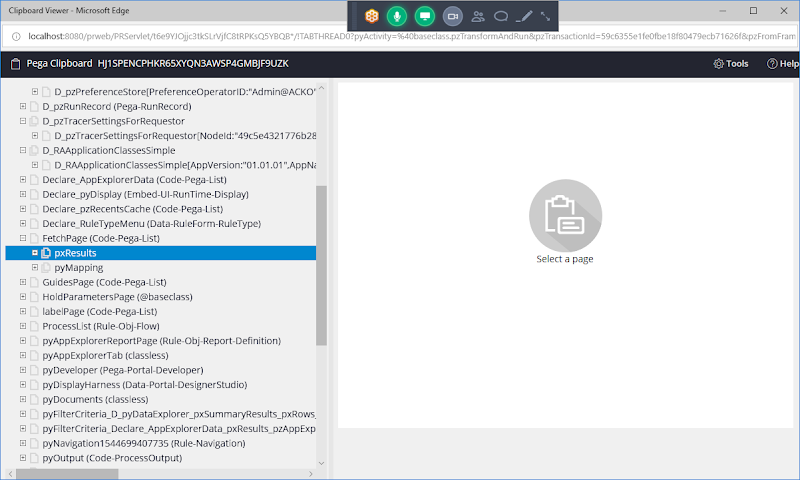 Clipboard Viewer - Microsoft Edge
localhost:8080/prweb/PRServlet/t6e9YJOjjc3tkSLrVjfC8tRPKsQ5YBQB*/!TABTHREAD0?pyActivity=%40baseclass.pzTransformAndRun&pzTransactionId=59c6355e1fe0fbe18f80479ecb71626f&pzFromFram
Pega Clipboard HJ1SPENCPHKR65XYQN3AWSP4GMBJF9UZK
Tools
Help
D_pzPreferenceStore[PreferenceOperatorID:"Admin@ACKO"
D_pzRunRecord (Pega-RunRecord)
D_pzTracerSettingsForRequestor
D_pzTracerSettingsForRequestor[NodeId:"49c5e4321776b28
D_RAApplicationClassesSimple
D_RAApplicationClassesSimple[AppVersion:"01.01.01",AppNa
Declare_AppExplorerData (Code-Pega-List)
Declare_pyDisplay (Embed-UI-RunTime-Display)
Declare_pzRecentsCache (Code-Pega-List)
Declare_RuleTypeMenu (Data-RuleForm-RuleType)
FetchPage (Code-Pega-List)
pxResults
pyMapping
GuidesPage (Code-Pega-List)
HoldParametersPage (@baseclass)
labelPage (Code-Pega-List)
ProcessList (Rule-Obj-Flow)
pyAppExplorerReportPage (Rule-Obj-Report-Definition)
pyAppExplorerTab (classless)
pyDeveloper (Pega-Portal-Developer)
pyDisplayHarness (Data-Portal-DesignerStudio)
pyDocuments (classless)
pyFilterCriteria_D_pyDataExplorer_pxSummaryResults_pxRows_
pyFilterCriteria_Declare_AppExplorerData_pxResults_pzAppExp
pyNavigation1544699407735 (Rule-Navigation)
pyOutput (Code-ProcessOutput)
Select a page